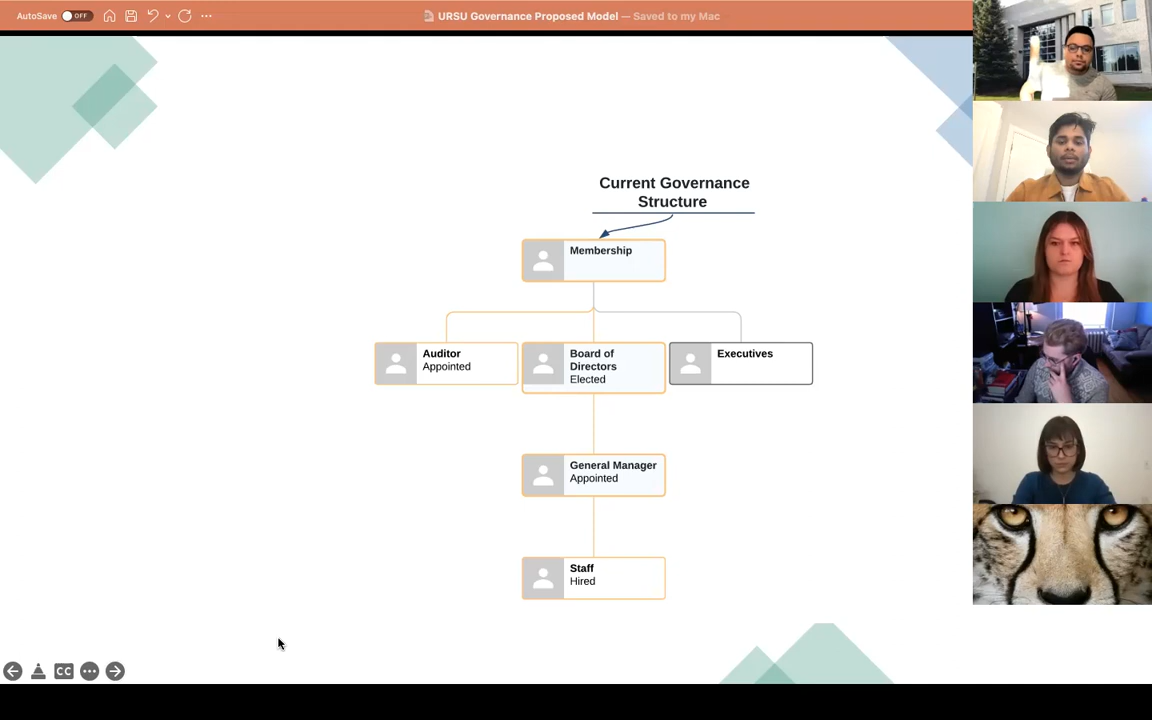 AutoSave OFF
URSU Governance Proposed Model — Saved to my Mac
Current Governance
Structure
Membership
Auditor
Appointed
Board of
Directors
Elected
Executives
General Manager
Appointed
Staff
Hired
CC